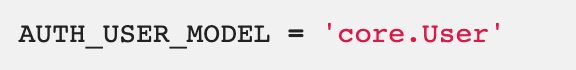 AUTH_USER_MODEL = 'core.User'